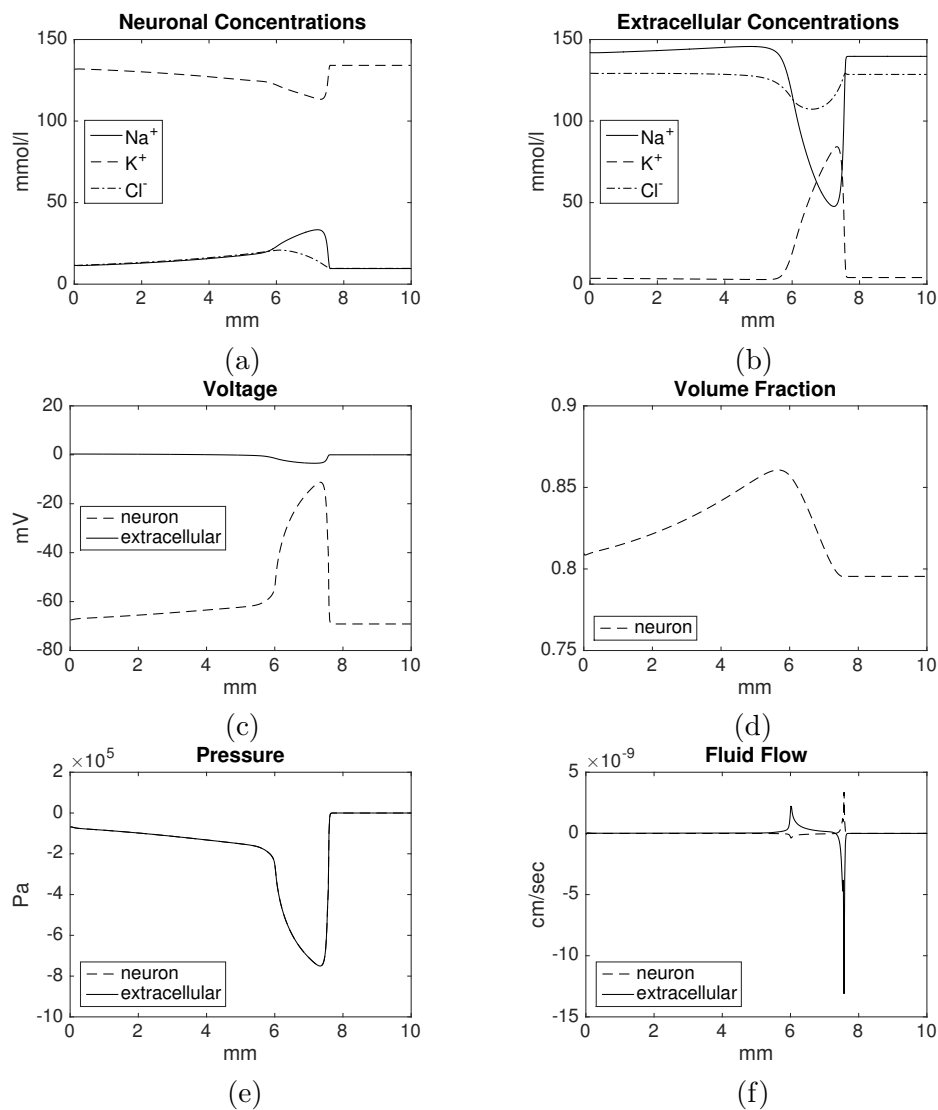 Neuronal Concentrations
150
100
50
0
mmol/l
Na+
K+
Cl-
0 2 4 6 8 10
mm
(a)
Extracellular Concentrations
150
100
50
0
mmol/l
Na+
K+
Cl-
0 2 4 6 8 10
mm
(b)
Voltage
20
0
-20
-40
-60
-80
mV
neuron
extracellular
0 2 4 6 8 10
mm
(c)
Volume Fraction
0.9
0.85
0.8
0.75
neuron
0 2 4 6 8 10
mm
(d)
Pressure
×10^5
2
0
-2
-4
-6
-8
-10
Pa
neuron
extracellular
0 2 4 6 8 10
mm
(e)
Fluid Flow
×10^-9
5
0
-5
-10
-15
cm/sec
neuron
extracellular
0 2 4 6 8 10
mm
(f)